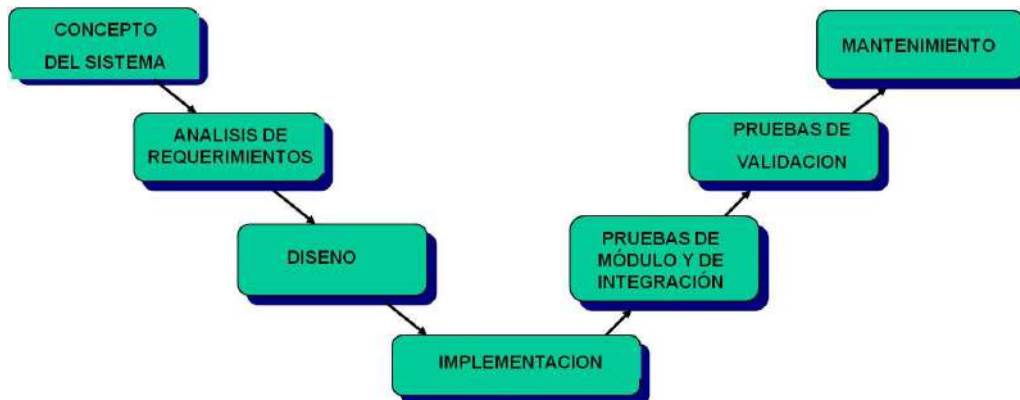 CONCEPTO
DEL SISTEMA
ANALISIS DE
REQUERIMIENTOS
DISENO
IMPLEMENTACION
PRUEBAS DE
MÓDULO Y DE
INTEGRACIÓN
PRUEBAS DE
VALIDACION
MANTENIMIENTO